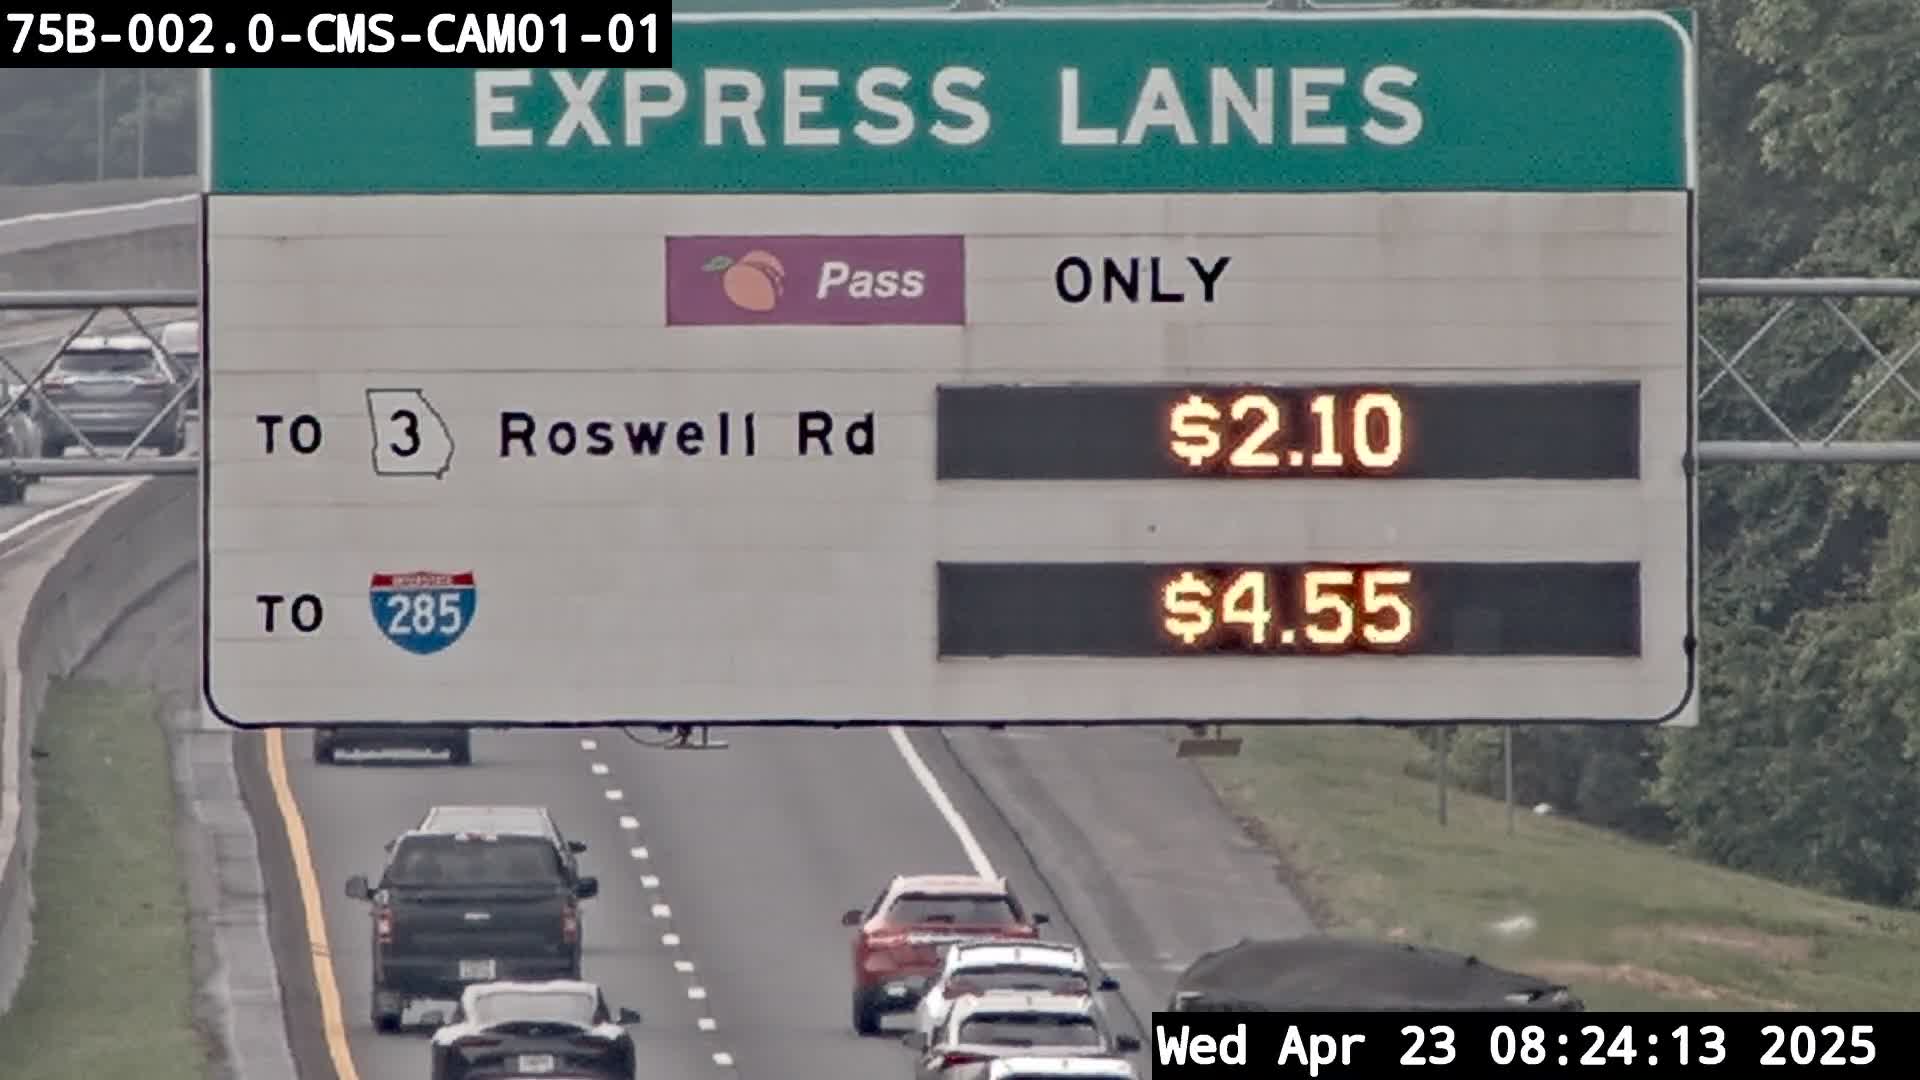 75B-002.0-CMS-CAM01-01
EXPRESS LANES
Pass ONLY
TO 3 Roswell Rd $2.10
TO INTERSTATE 285 $4.55
Wed Apr 23 08:24:13 2025